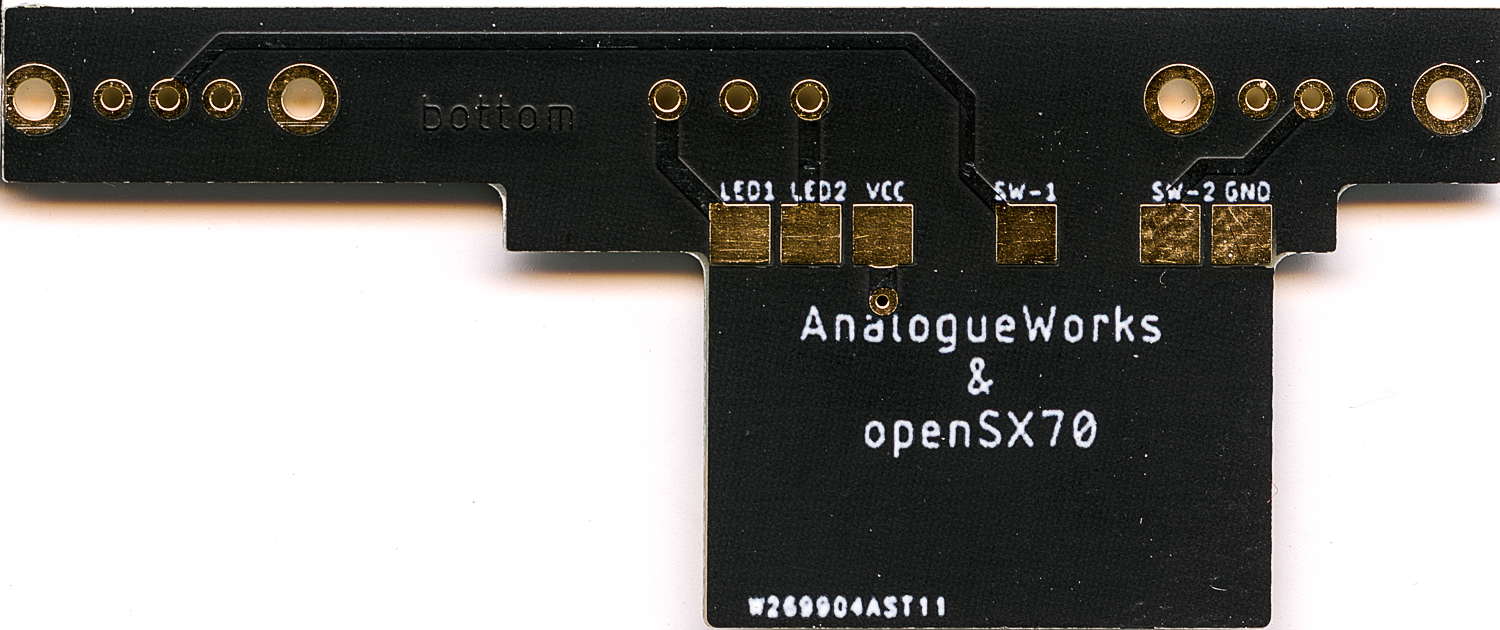 bottom
LED1 LED2 VCC SW-1 SW-2 GND
AnalogueWorks
&
openSX70
W269904AST11